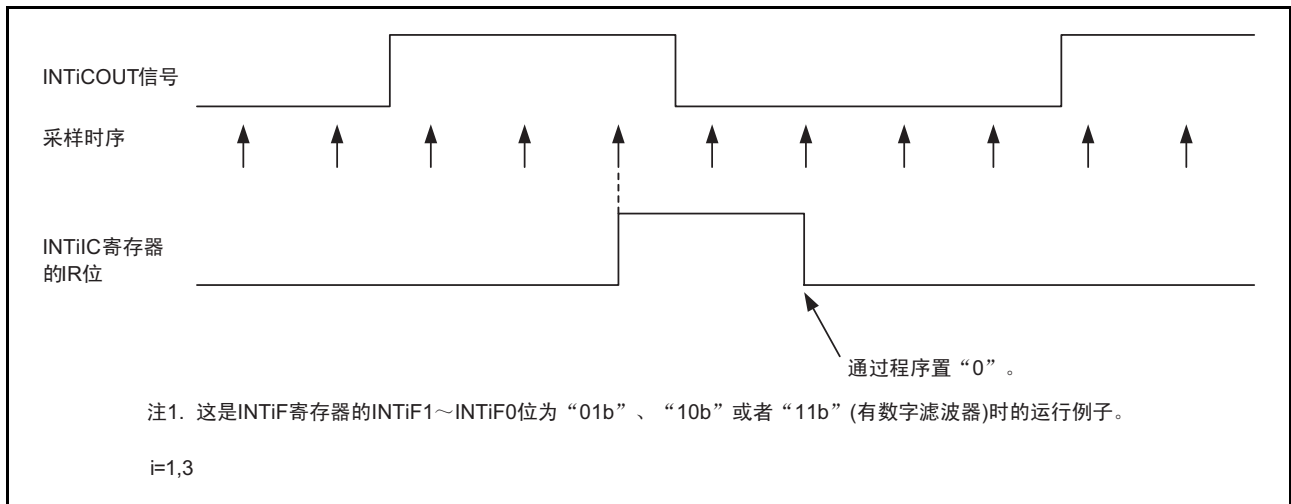 INTiCOUT信号
采样时序
INTiIC寄存器
的IR位
通过程序置“0”。
注1. 这是INTiF寄存器的INTiF1～INTiF0位为“01b”、“10b”或者“11b”(有数字滤波器)时的运行例子。
i=1,3